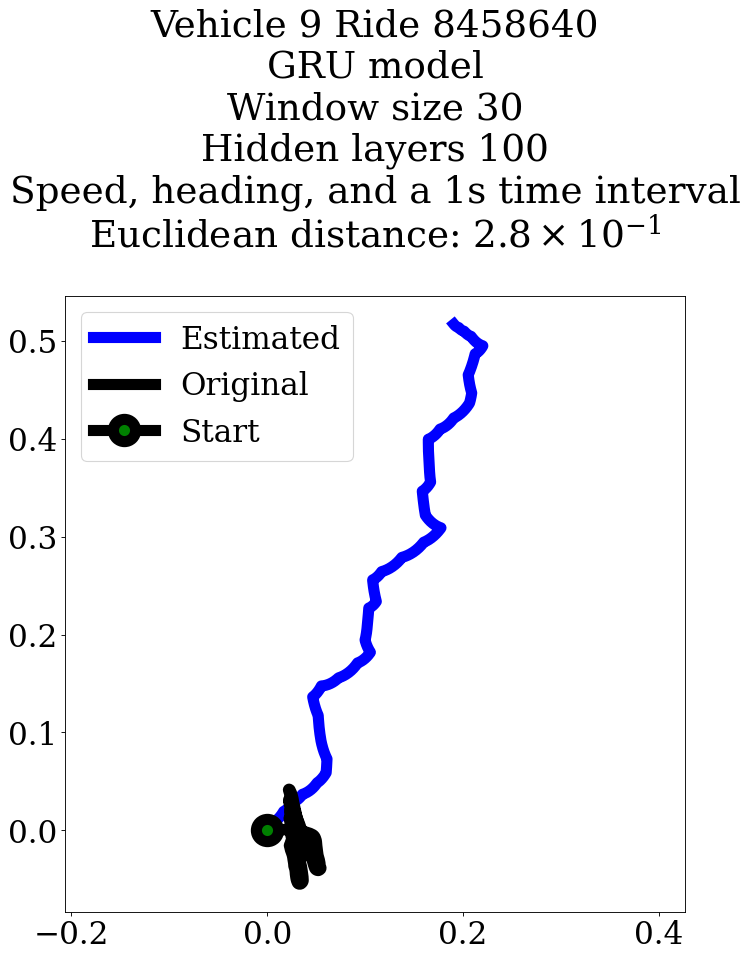 Vehicle 9 Ride 8458640
GRU model
Window size 30
Hidden layers 100
Speed, heading, and a 1s time interval
Euclidean distance: 2.8 × 10⁻¹
Estimated
Original
Start
0.5
0.4
0.3
0.2
0.1
0.0
−0.2 0.0 0.2 0.4